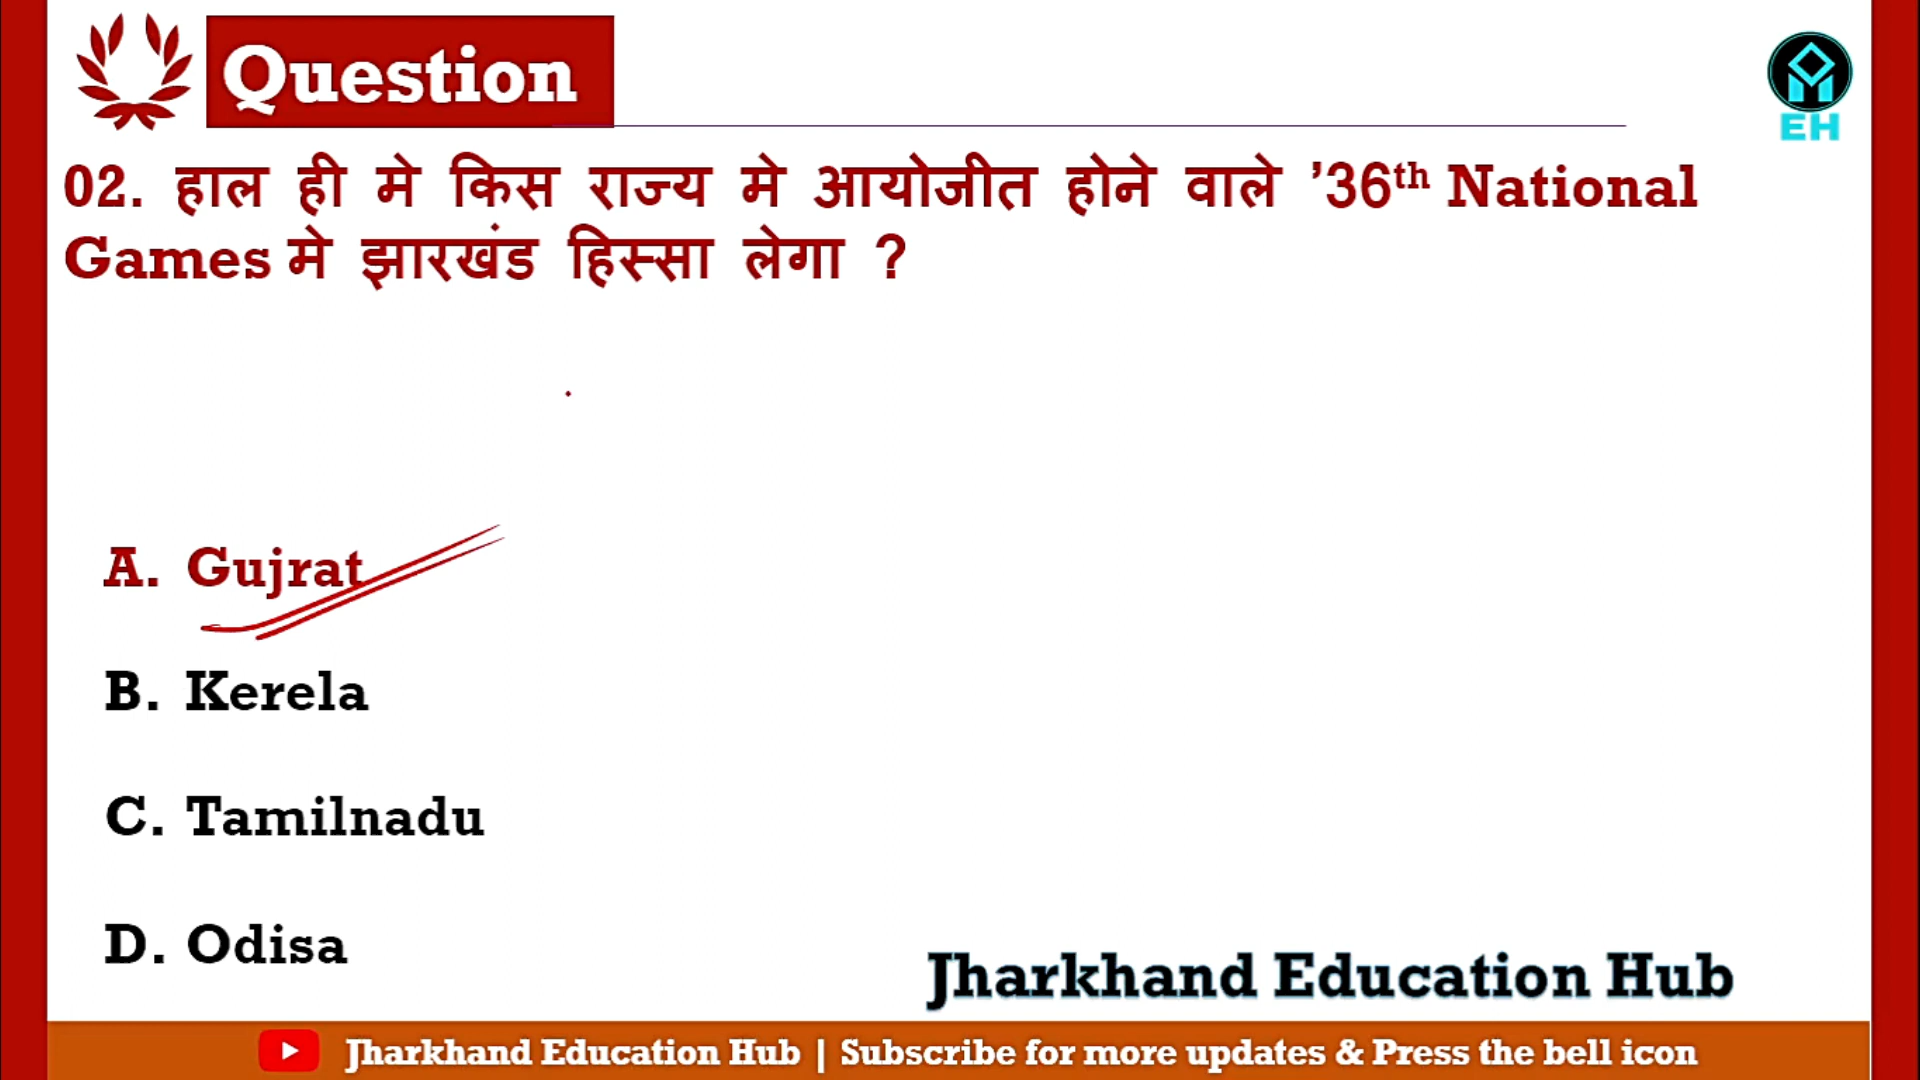 Question
EH
02. हाल ही मे किस राज्य मे आयोजीत होने वाले ’36th National
Games मे झारखंड हिस्सा लेगा ?
A. Gujrat
B. Kerela
C. Tamilnadu
D. Odisa
Jharkhand Education Hub
Jharkhand Education Hub | Subscribe for more updates & Press the bell icon